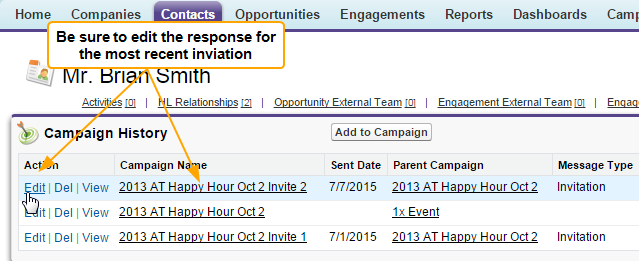 Home Companies Contacts Opportunities Engagements Reports Dashboards Cam
Be sure to edit the response for
the most recent inviation
Mr. Brian Smith
Activities [0] | HL Relationships [2] | Opportunity External Team [0] | Engagement External Team [0] | Engage
Campaign History Add to Campaign
Action Campaign Name Sent Date Parent Campaign Message Type
Edit | Del | View 2013 AT Happy Hour Oct 2 Invite 2 7/7/2015 2013 AT Happy Hour Oct 2 Invitation
Edit | Del | View 2013 AT Happy Hour Oct 2 1x Event
Edit | Del | View 2013 AT Happy Hour Oct 2 Invite 1 7/1/2015 2013 AT Happy Hour Oct 2 Invitation